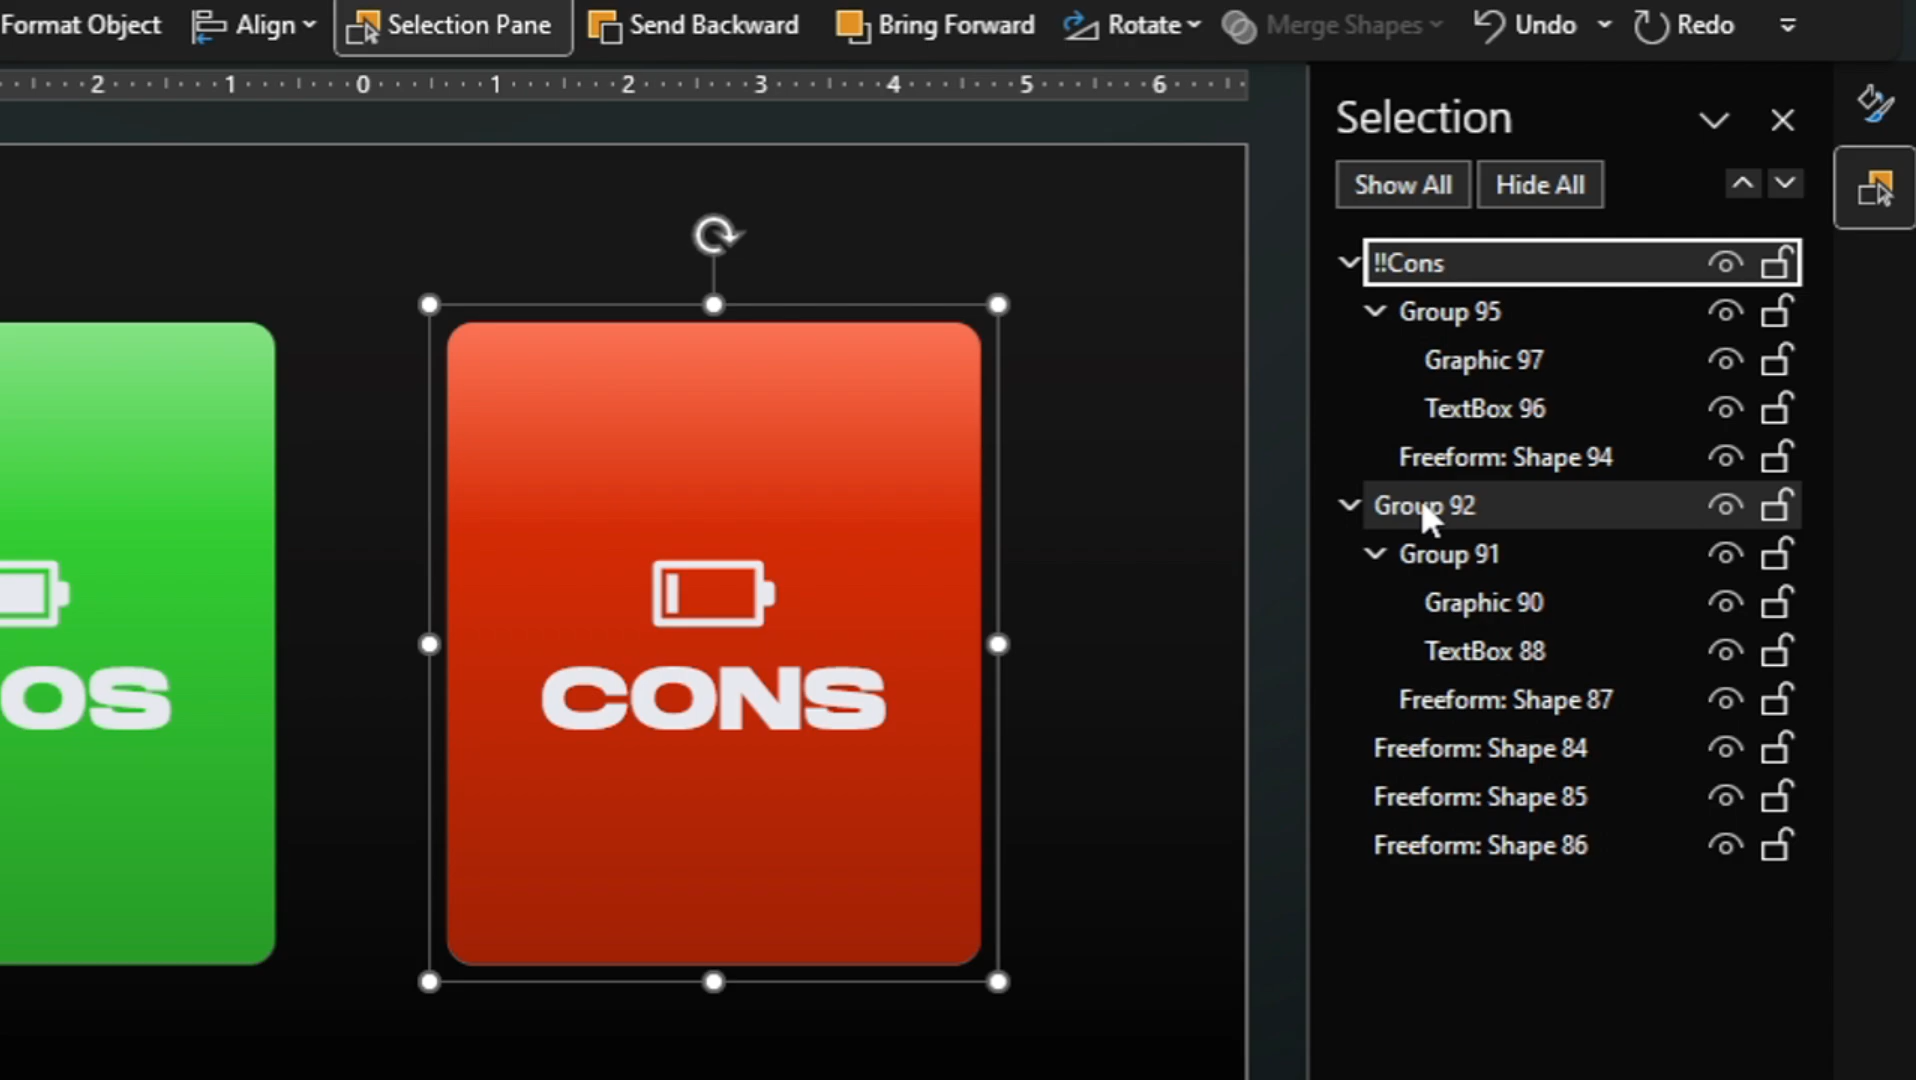 Format Object Align Selection Pane Send Backward Bring Forward Rotate Merge Shapes Undo Redo
2 1 0 1 2 3 4 5 6
Selection
Show All Hide All
!!Cons
Group 95
Graphic 97
TextBox 96
Freeform: Shape 94
Group 92
Group 91
Graphic 90
TextBox 88
Freeform: Shape 87
Freeform: Shape 84
Freeform: Shape 85
Freeform: Shape 86
OS
CONS